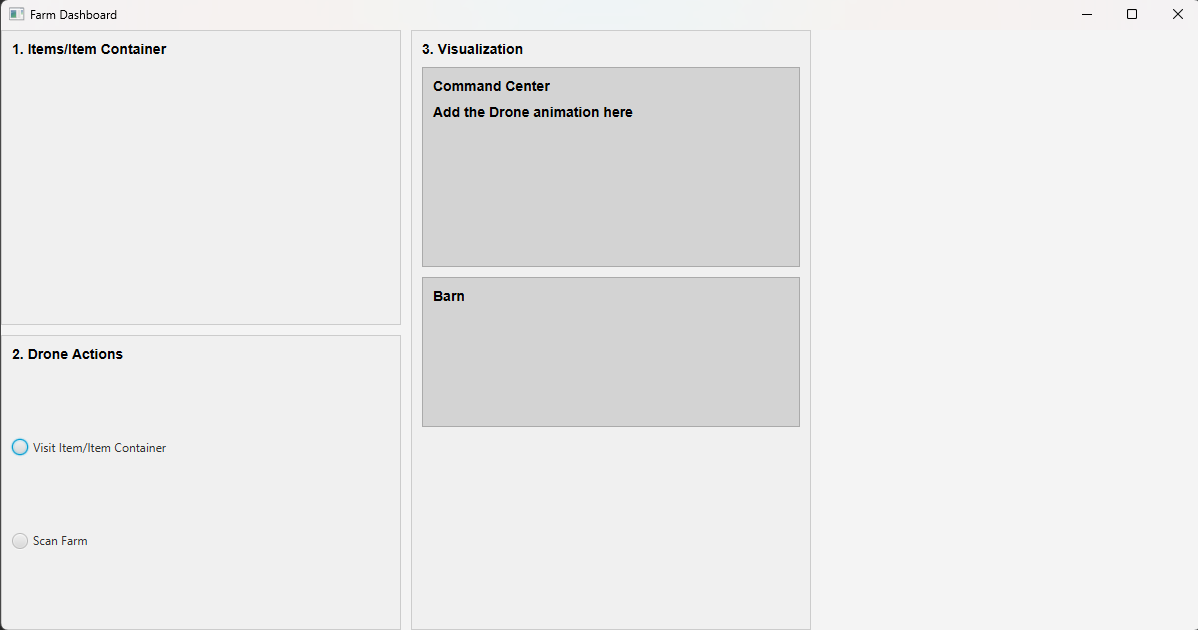 Farm Dashboard
1. Items/Item Container
2. Drone Actions
Visit Item/Item Container
Scan Farm
3. Visualization
Command Center
Add the Drone animation here
Barn